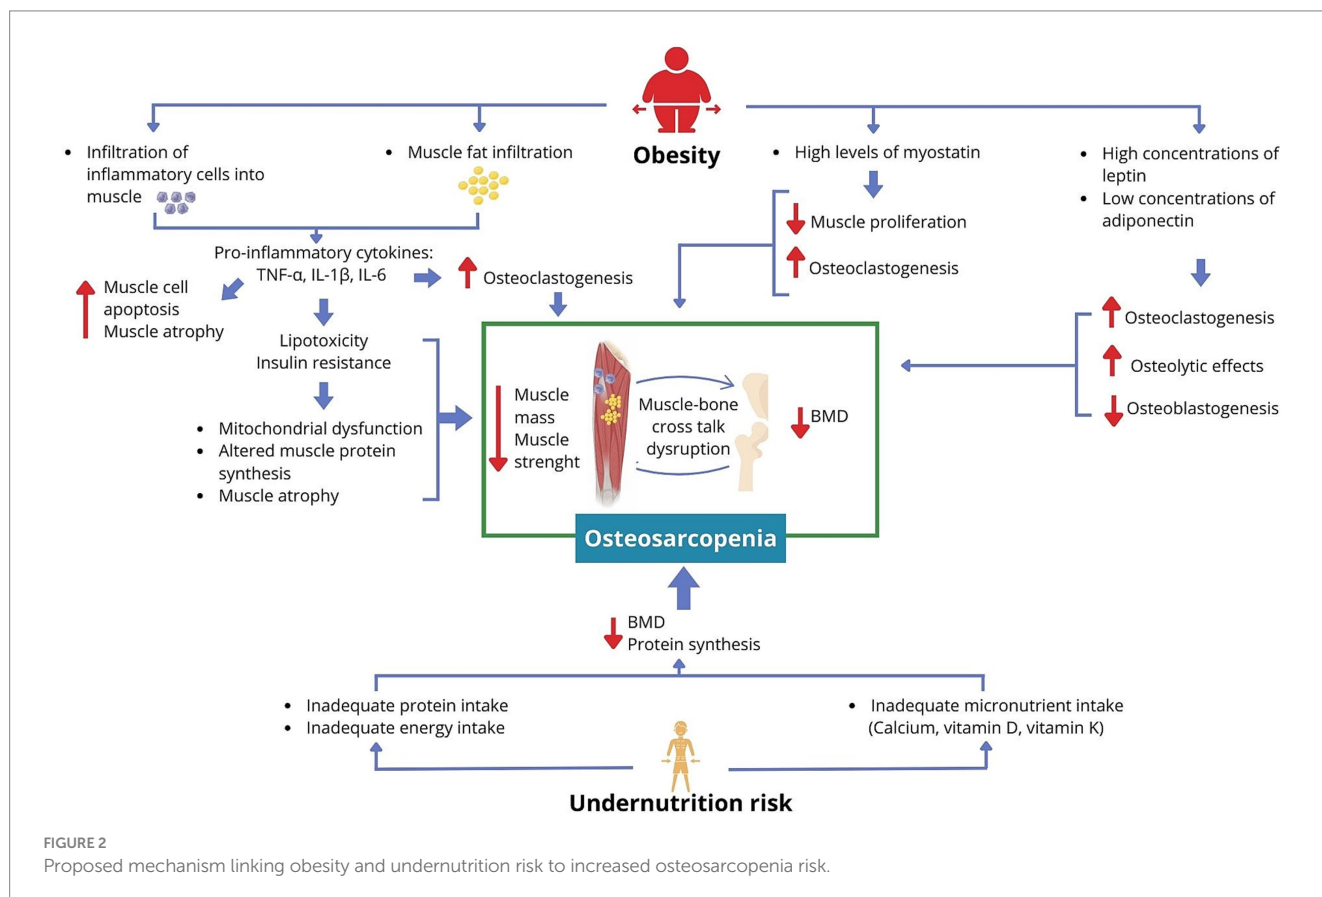 Obesity
• Infiltration of
inflammatory cells into
muscle
• Muscle fat infiltration
• High levels of myostatin
• High concentrations of
leptin
• Low concentrations of
adiponectin
Muscle proliferation
Osteoclastogenesis
Pro-inflammatory cytokines:
TNF-α, IL-1β, IL-6
Osteoclastogenesis
Muscle cell
apoptosis
Muscle atrophy
Lipotoxicity
Insulin resistance
• Mitochondrial dysfunction
• Altered muscle protein
synthesis
• Muscle atrophy
Osteoclastogenesis
Osteolytic effects
Osteoblastogenesis
Muscle
mass
Muscle
strenght
Muscle-bone
cross talk
disruption
BMD
Osteosarcopenia
BMD
Protein synthesis
• Inadequate protein intake
• Inadequate energy intake
• Inadequate micronutrient intake
(Calcium, vitamin D, vitamin K)
Undernutrition risk
FIGURE 2
Proposed mechanism linking obesity and undernutrition risk to increased osteosarcopenia risk.